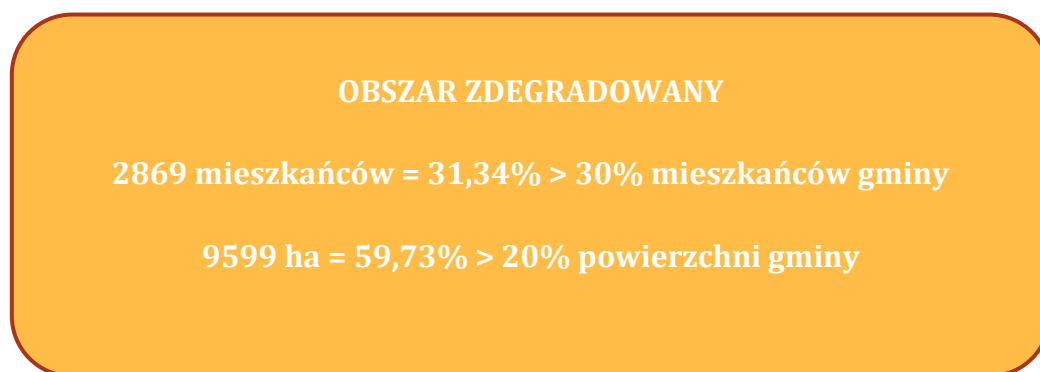 OBSZAR ZDEGRADOWANY
2869 mieszkańców = 31,34% > 30% mieszkańców gminy
9599 ha = 59,73% > 20% powierzchni gminy